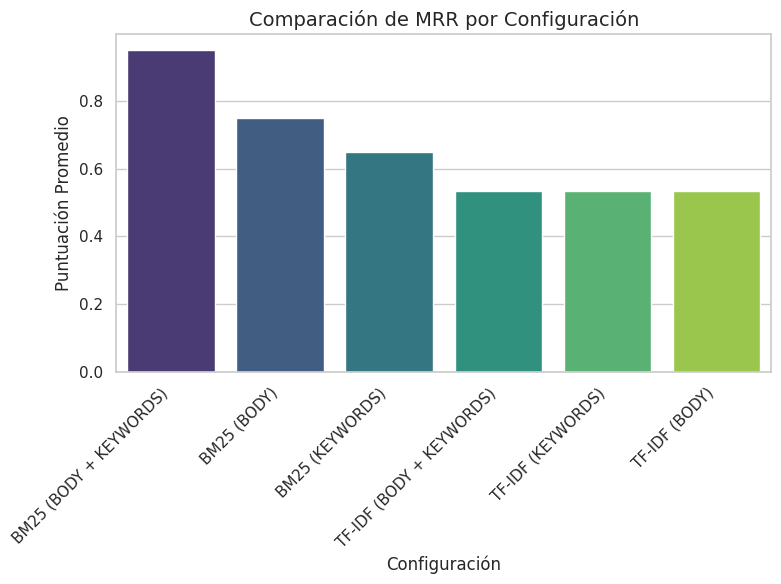 Comparación de MRR por Configuración
Puntuación Promedio
0.8
0.6
0.4
0.2
0.0
BM25 (BODY + KEYWORDS)
BM25 (BODY)
BM25 (KEYWORDS)
TF-IDF (BODY + KEYWORDS)
TF-IDF (KEYWORDS)
TF-IDF (BODY)
Configuración